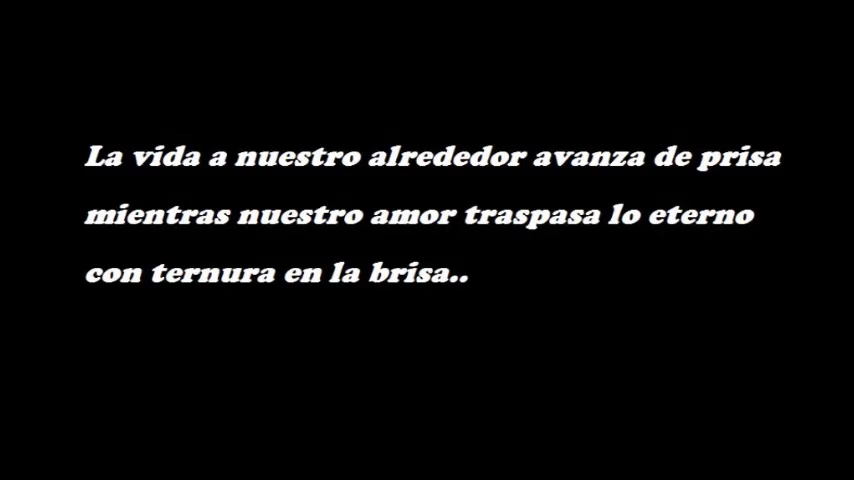 La vida a nuestro alrededor avanza de prisa
mientras nuestro amor traspasa lo eterno
con ternura en la brisa..